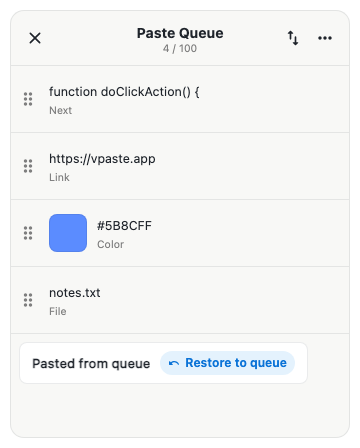 Paste Queue
4 / 100
function doClickAction() {
Next
https://vpaste.app
Link
#5B8CFF
Color
notes.txt
File
Pasted from queue Restore to queue